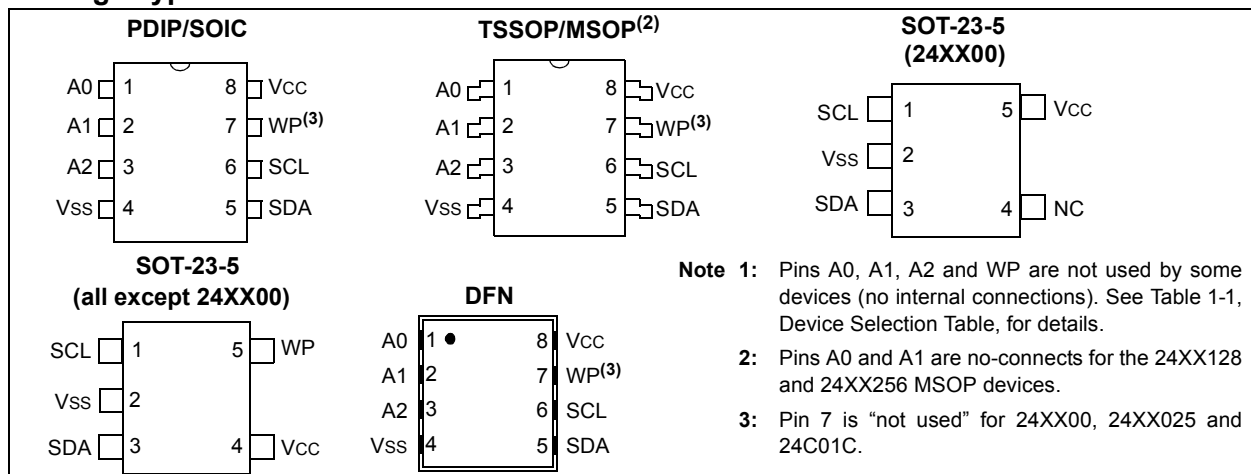 PDIP/SOIC
A0 1 8 VCC
A1 2 7 WP(3)
A2 3 6 SCL
VSS 4 5 SDA
TSSOP/MSOP(2)
A0 1 8 VCC
A1 2 7 WP(3)
A2 3 6 SCL
VSS 4 5 SDA
SOT-23-5
(24XX00)
SCL 1 5 VCC
VSS 2
SDA 3 4 NC
SOT-23-5
(all except 24XX00)
SCL 1 5 WP
VSS 2
SDA 3 4 VCC
DFN
A0 1 8 VCC
A1 2 7 WP(3)
A2 3 6 SCL
VSS 4 5 SDA
Note 1: Pins A0, A1, A2 and WP are not used by some
devices (no internal connections). See Table 1-1,
Device Selection Table, for details.
2: Pins A0 and A1 are no-connects for the 24XX128
and 24XX256 MSOP devices.
3: Pin 7 is “not used” for 24XX00, 24XX025 and
24C01C.